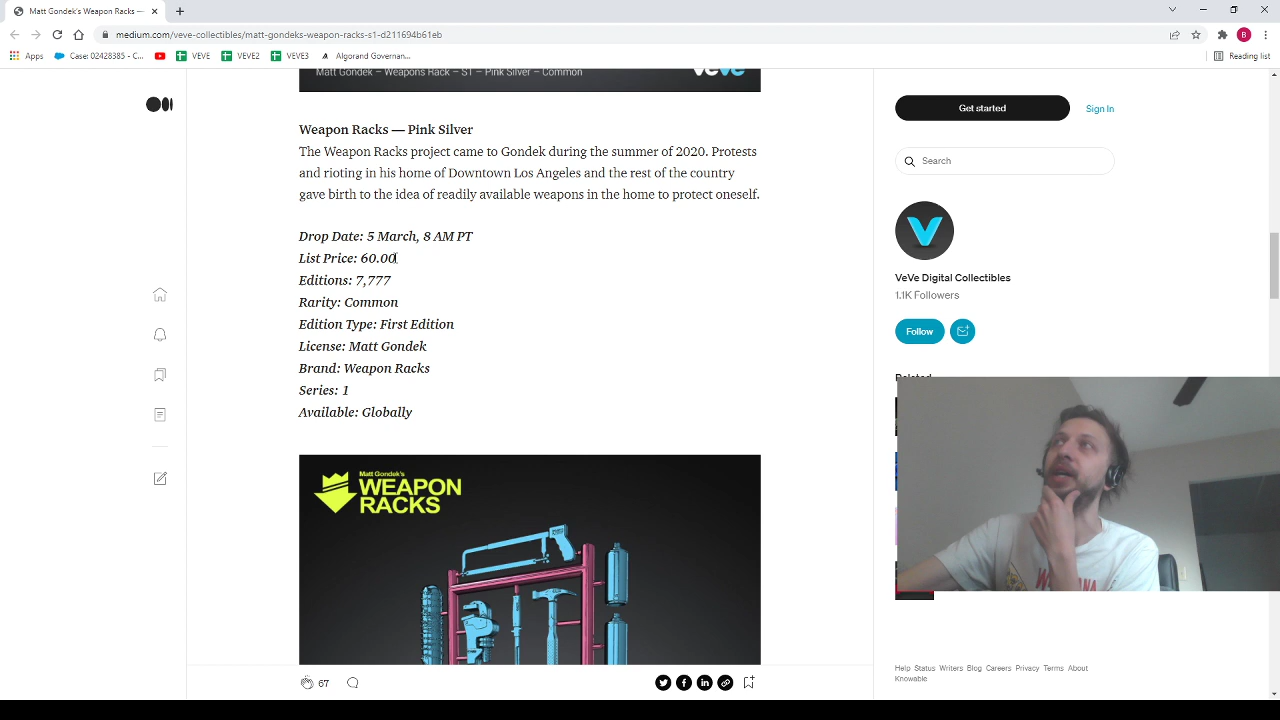 Matt Gondek's Weapon Racks —
medium.com/veve-collectibles/matt-gondeks-weapon-racks-s1-d211694b61eb
B
Apps
Case: 02428385 - C...
VEVE
VEVE2
VEVE3
Algorand Governan...
Reading list
Matt Gondek – Weapons Rack – S1 – Pink Silver – Common
veve
Weapon Racks — Pink Silver
The Weapon Racks project came to Gondek during the summer of 2020. Protests
and rioting in his home of Downtown Los Angeles and the rest of the country
gave birth to the idea of readily available weapons in the home to protect oneself.
Drop Date: 5 March, 8 AM PT
List Price: 60.00
Editions: 7,777
Rarity: Common
Edition Type: First Edition
License: Matt Gondek
Brand: Weapon Racks
Series: 1
Available: Globally
Matt Gondek's
WEAPON
RACKS
67
Get started
Sign In
Search
VeVe Digital Collectibles
1.1K Followers
Follow
Related
Help Status Writers Blog Careers Privacy Terms About
Knowable